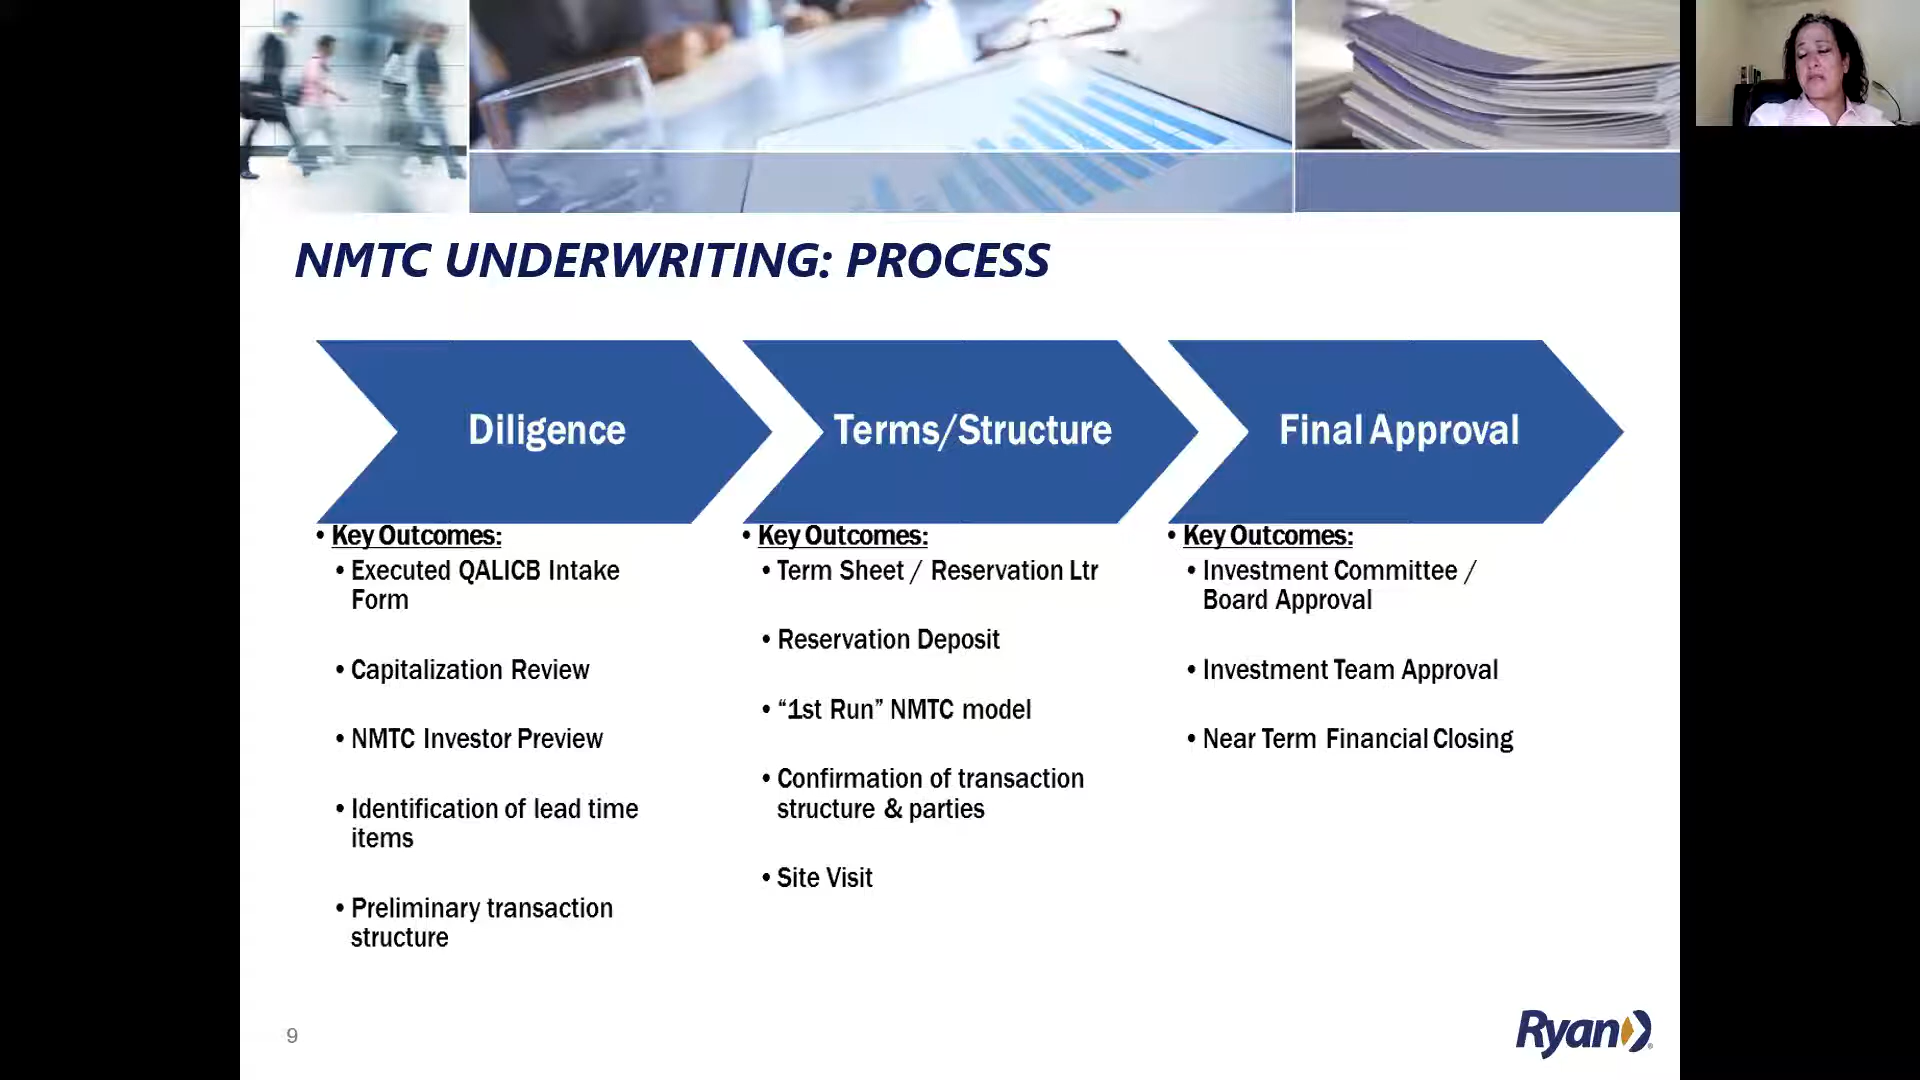 NMTC UNDERWRITING: PROCESS
Diligence
• Key Outcomes:
• Executed QALICB Intake
Form
• Capitalization Review
• NMTC Investor Preview
• Identification of lead time
items
• Preliminary transaction
structure
Terms/Structure
• Key Outcomes:
• Term Sheet / Reservation Ltr
• Reservation Deposit
• “1st Run” NMTC model
• Confirmation of transaction
structure & parties
• Site Visit
Final Approval
• Key Outcomes:
• Investment Committee /
Board Approval
• Investment Team Approval
• Near Term Financial Closing
9
Ryan